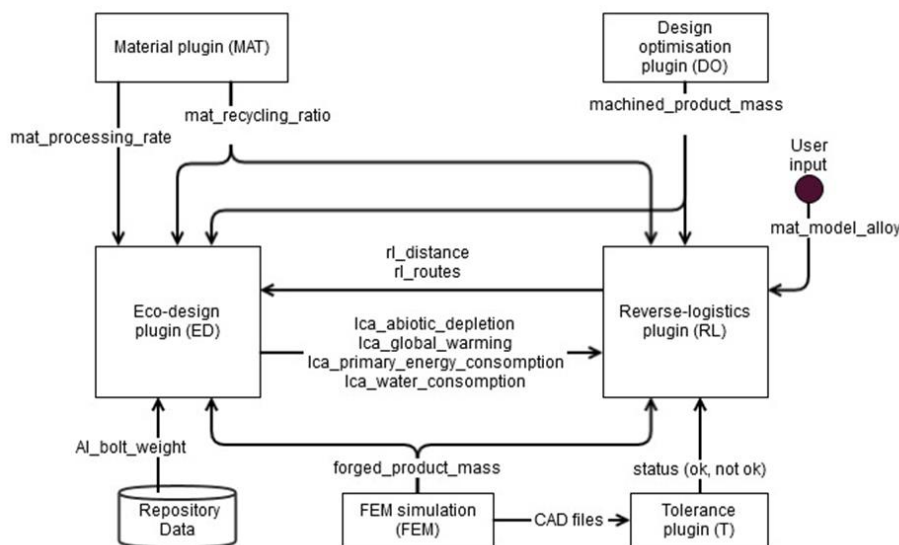 Material plugin (MAT)
Design
optimisation
plugin (DO)
mat_recycling_ratio
machined_product_mass
mat_processing_rate
User
input
mat_model_alloy
rl_distance
rl_routes
Eco-design
plugin (ED)
Reverse-logistics
plugin (RL)
lca_abiotic_depletion
lca_global_warming
lca_primary_energy_consomption
lca_water_consomption
Al_bolt_weight
forged_product_mass
status (ok, not ok)
Repository
Data
FEM simulation
(FEM)
CAD files
Tolerance
plugin (T)